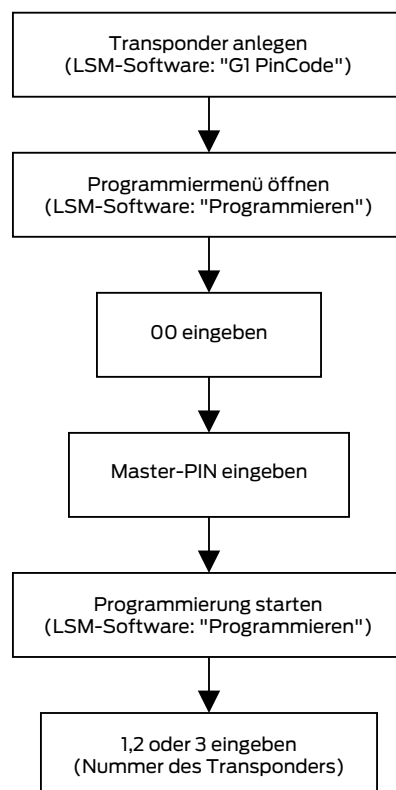 Transponder anlegen
(LSM-Software: "G1 PinCode")
Programmiermenü öffnen
(LSM-Software: "Programmieren")
00 eingeben
Master-PIN eingeben
Programmierung starten
(LSM-Software: "Programmieren")
1,2 oder 3 eingeben
(Nummer des Transponders)